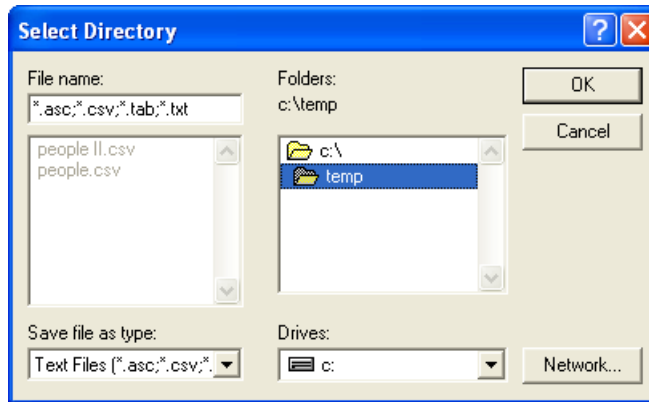 Select Directory
File name:
*.asc;*.csv;*.tab;*.txt
people II.csv
people.csv
Save file as type:
Text Files (*.asc;*.csv;*.
Folders:
c:\temp
c:\
temp
Drives:
c:
OK
Cancel
Network...